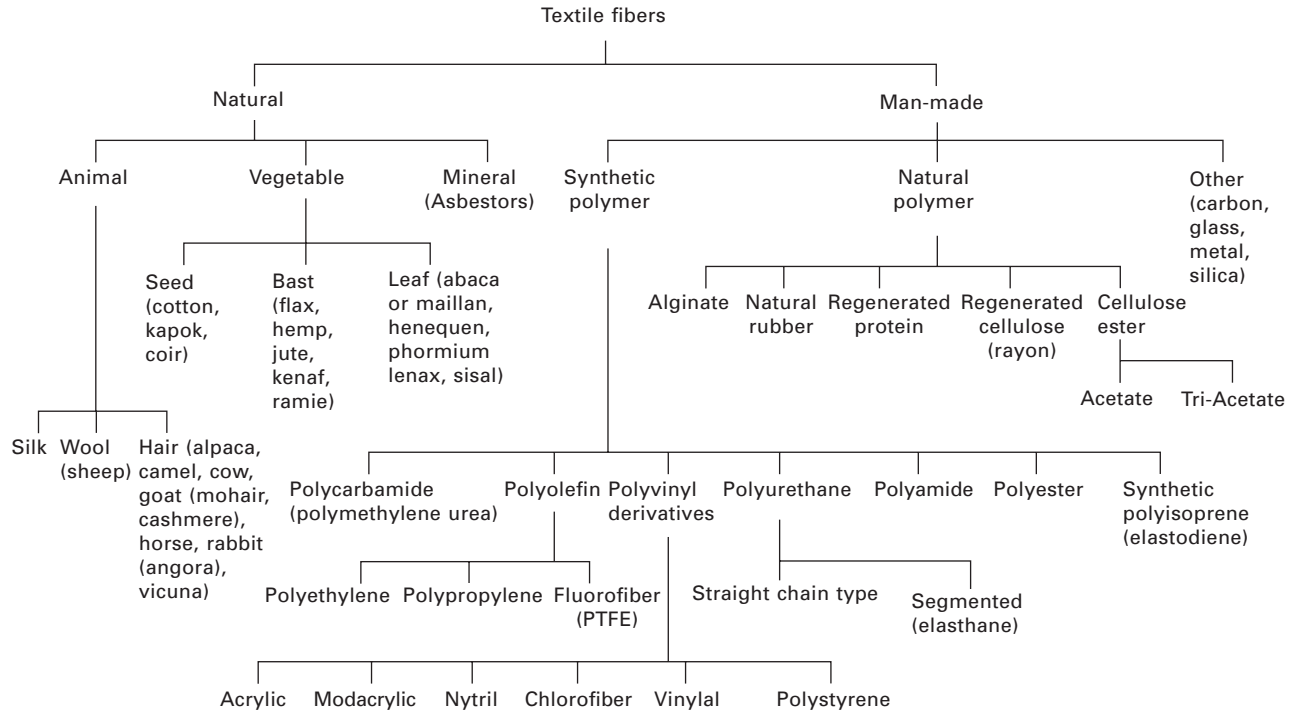 Textile fibers
Natural
Man-made
Animal
Vegetable
Mineral
(Asbestors)
Synthetic
polymer
Natural
polymer
Other
(carbon,
glass,
metal,
silica)
Seed
(cotton,
kapok,
coir)
Bast
(flax,
hemp,
jute,
kenaf,
ramie)
Leaf (abaca
or maillan,
henequen,
phormium
lenax, sisal)
Alginate
Natural
rubber
Regenerated
protein
Regenerated
cellulose
(rayon)
Cellulose
ester
Acetate
Tri-Acetate
Silk
Wool
(sheep)
Hair (alpaca,
camel, cow,
goat (mohair,
cashmere),
horse, rabbit
(angora),
vicuna)
Polycarbamide
(polymethylene urea)
Polyolefin
Polyvinyl
derivatives
Polyurethane
Polyamide
Polyester
Synthetic
polyisoprene
(elastodiene)
Polyethylene
Polypropylene
Fluorofiber
(PTFE)
Straight chain type
Segmented
(elasthane)
Acrylic
Modacrylic
Nytril
Chlorofiber
Vinylal
Polystyrene